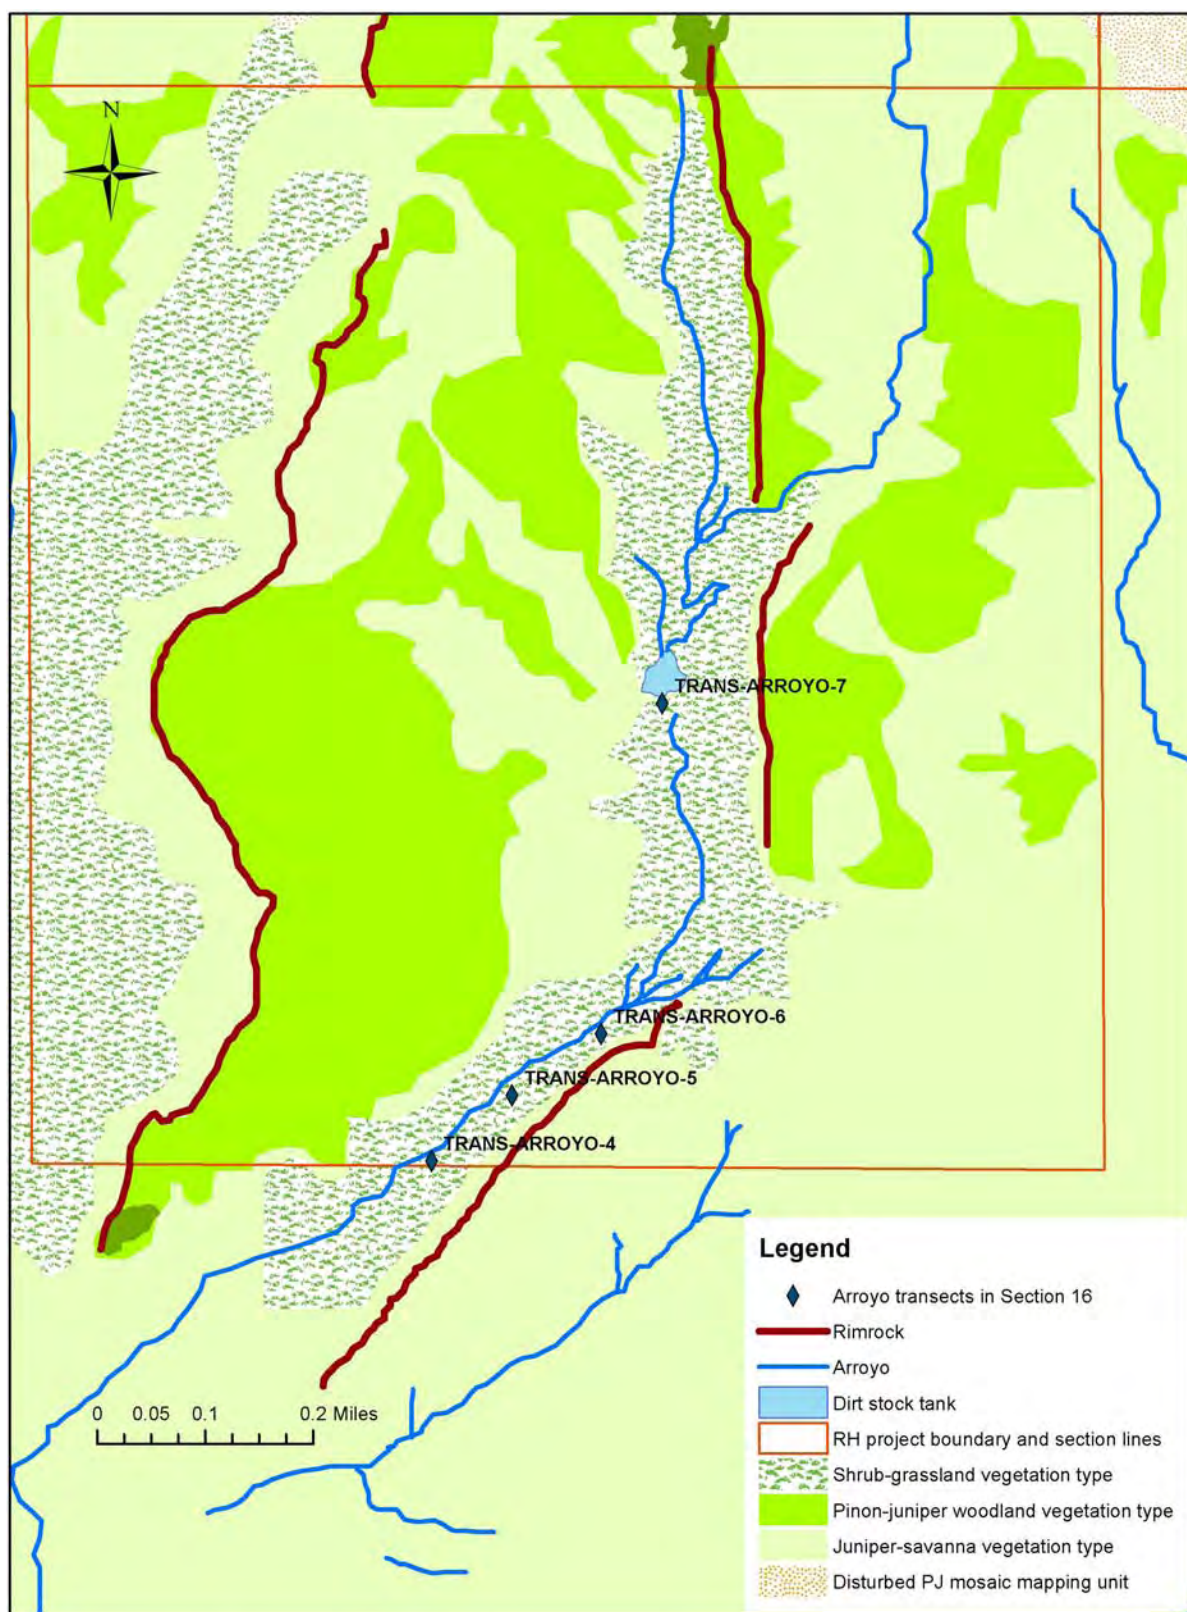 N
TRANS-ARROYO-7
TRANS-ARROYO-6
TRANS-ARROYO-5
TRANS-ARROYO-4
0 0.05 0.1 0.2 Miles
Legend
Arroyo transects in Section 16
Rimrock
Arroyo
Dirt stock tank
RH project boundary and section lines
Shrub-grassland vegetation type
Pinon-juniper woodland vegetation type
Juniper-savanna vegetation type
Disturbed PJ mosaic mapping unit